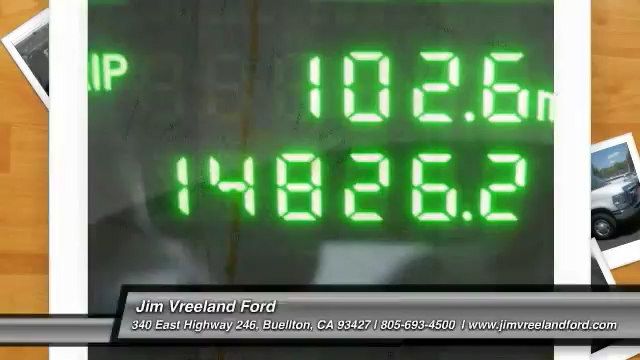 TRIP 102.6 m
14826.2
Jim Vreeland Ford
340 East Highway 246, Buellton, CA 93427 | 805-693-4500 | www.jimvreelandford.com